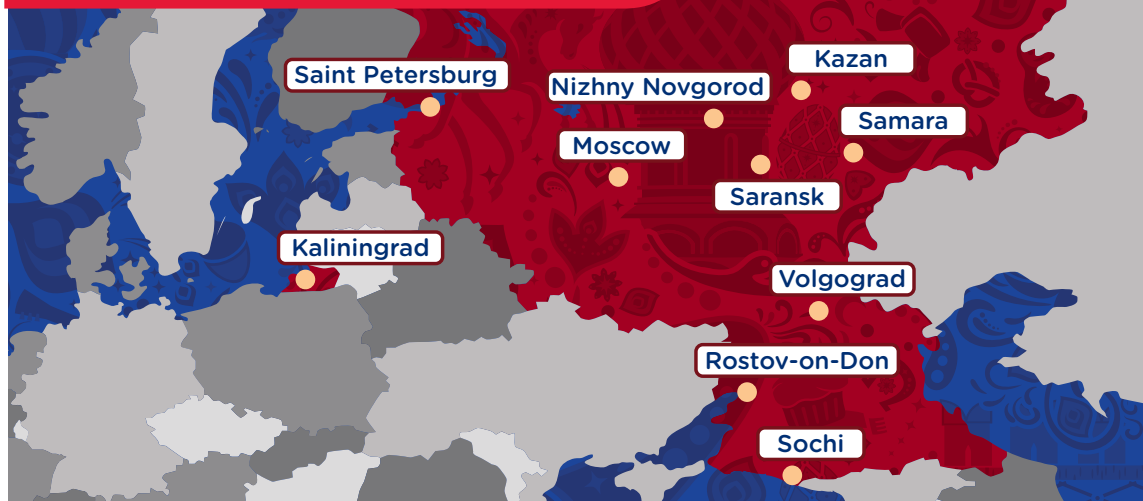 Kazan
Saint Petersburg
Nizhny Novgorod
Samara
Moscow
Saransk
Kaliningrad
Volgograd
Rostov-on-Don
Sochi